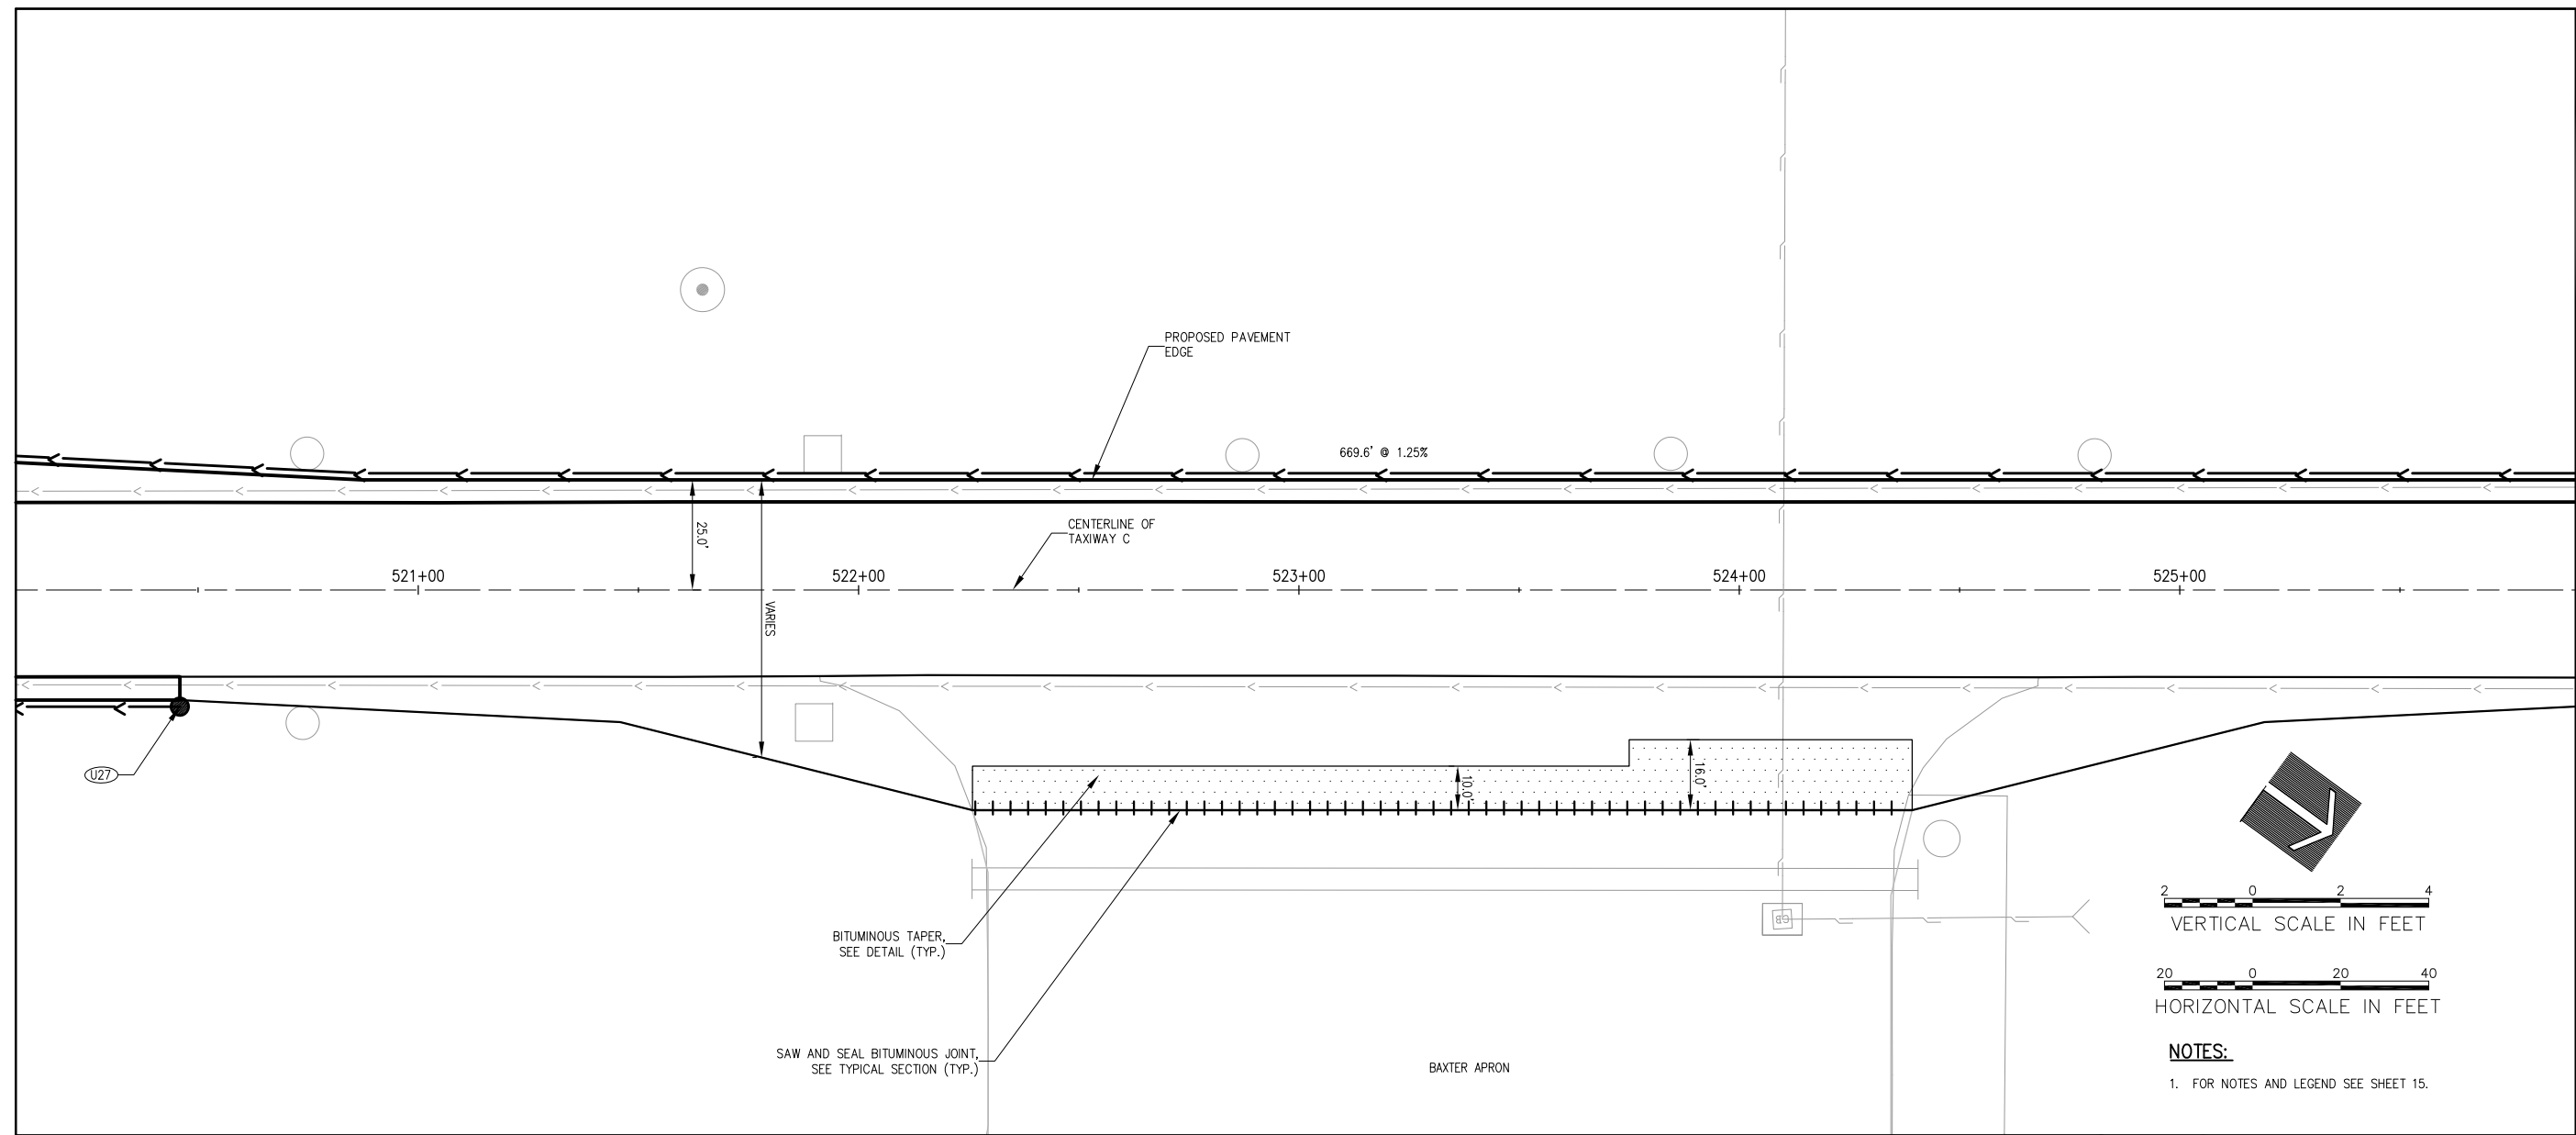 PROPOSED PAVEMENT
EDGE
669.6' @ 1.25%
25.0'
CENTERLINE OF
TAXIWAY C
521+00
522+00
523+00
524+00
525+00
VARIES
U27
16.0'
10.0'
2 0 2 4
VERTICAL SCALE IN FEET
CB
BITUMINOUS TAPER,
SEE DETAIL (TYP.)
20 0 20 40
HORIZONTAL SCALE IN FEET
SAW AND SEAL BITUMINOUS JOINT,
SEE TYPICAL SECTION (TYP.)
BAXTER APRON
NOTES:
1. FOR NOTES AND LEGEND SEE SHEET 15.